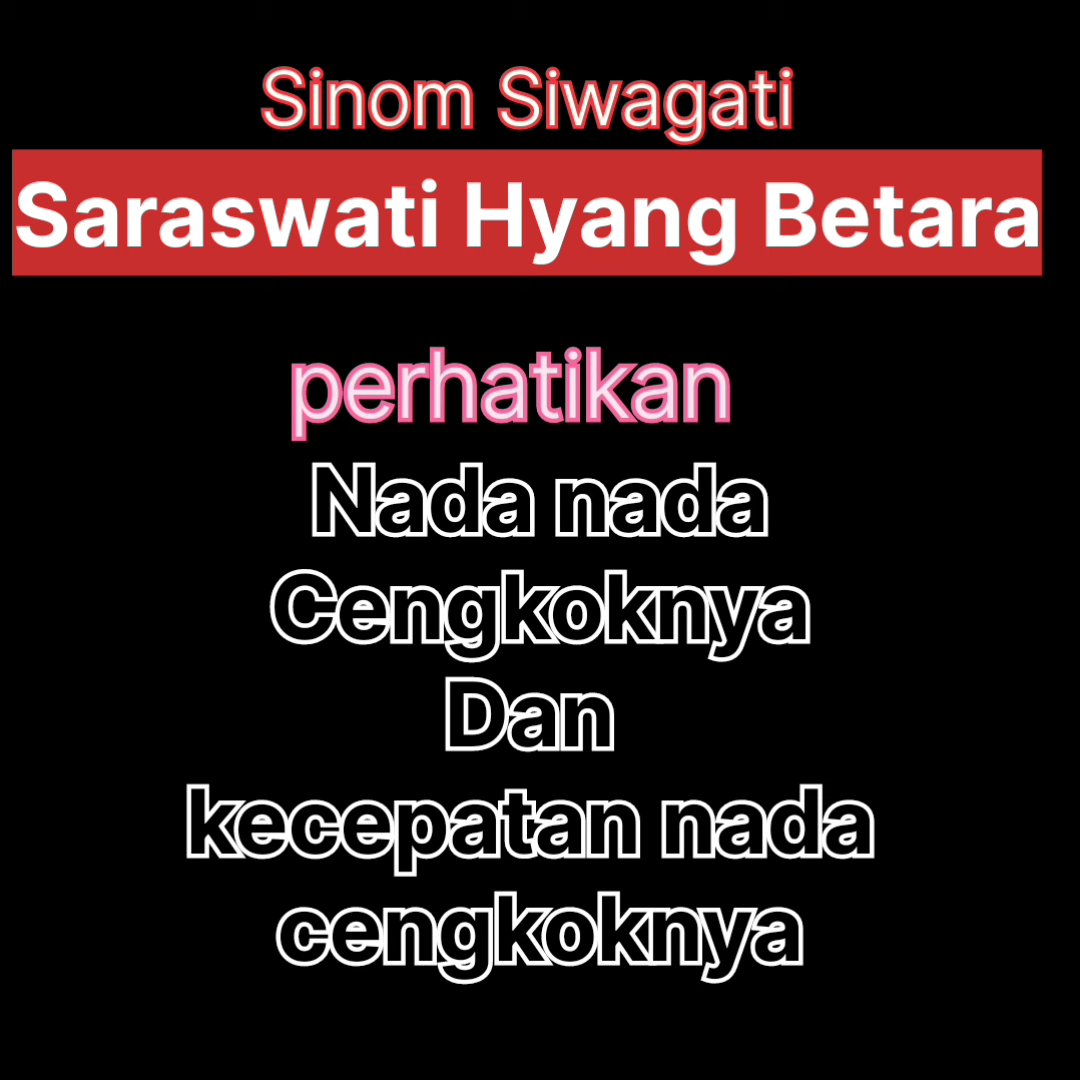 Sinom Siwagati
Saraswati Hyang Betara
perhatikan
Nada nada
Cengkoknya
Dan
kecepatan nada
cengkoknya